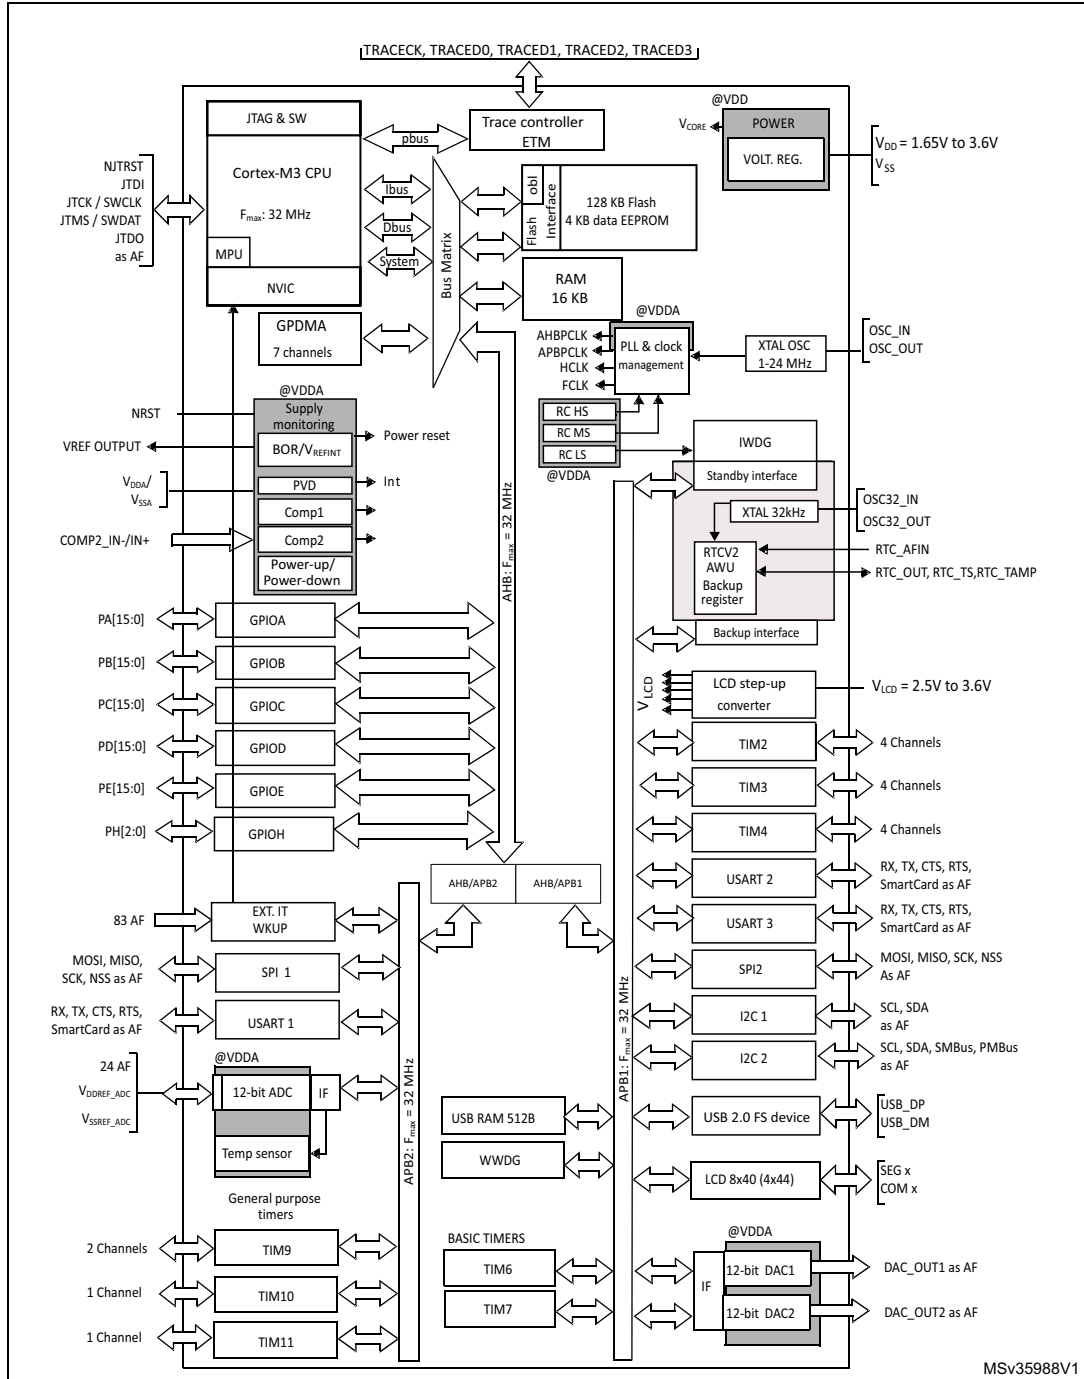 TRACECK, TRACED0, TRACED1, TRACED2, TRACED3
JTAG & SW
pbus
Trace controller
ETM
@VDD
VCORE
POWER
VOLT. REG.
VDD = 1.65V to 3.6V
VSS
NJTRST
JTDI
JTCK / SWCLK
JTMS / SWDAT
JTDO
as AF
Cortex-M3 CPU
Fmax: 32 MHz
MPU
NVIC
Ibus
Dbus
System
Bus Matrix
obl
Flash
Interface
128 KB Flash
4 KB data EEPROM
RAM
16 KB
GPDMA
7 channels
@VDDA
AHBPCLK
APBPCLK
HCLK
FCLK
PLL & clock
management
XTAL OSC
1-24 MHz
OSC_IN
OSC_OUT
RC HS
RC MS
RC LS
@VDDA
IWDG
Standby interface
XTAL 32kHz
OSC32_IN
OSC32_OUT
RTCV2
AWU
Backup
register
RTC_AFIN
RTC_OUT, RTC_TS,RTC_TAMP
Backup interface
@VDDA
NRST
VREF OUTPUT
VDDA/
VSSA
COMP2_IN-/IN+
Supply
monitoring
BOR/VREFINT
Power reset
PVD
Int
Comp1
Comp2
Power-up/
Power-down
AHB: Fmax = 32 MHz
PA[15:0]
GPIOA
PB[15:0]
GPIOB
PC[15:0]
GPIOC
PD[15:0]
GPIOD
PE[15:0]
GPIOE
PH[2:0]
GPIOH
VLCD
LCD step-up
converter
VLCD = 2.5V to 3.6V
TIM2
4 Channels
TIM3
4 Channels
TIM4
4 Channels
AHB/APB2
AHB/APB1
USART 2
RX, TX, CTS, RTS,
SmartCard as AF
USART 3
RX, TX, CTS, RTS,
SmartCard as AF
SPI2
MOSI, MISO, SCK, NSS
As AF
I2C 1
SCL, SDA
as AF
I2C 2
SCL, SDA, SMBus, PMBus
as AF
83 AF
EXT. IT
WKUP
MOSI, MISO,
SCK, NSS as AF
SPI 1
RX, TX, CTS, RTS,
SmartCard as AF
USART 1
APB2: Fmax = 32 MHz
APB1: Fmax = 32 MHz
@VDDA
24 AF
VDDREF_ADC
VSSREF_ADC
12-bit ADC
IF
Temp sensor
USB RAM 512B
WWDG
USB 2.0 FS device
USB_DP
USB_DM
LCD 8x40 (4x44)
SEG x
COM x
General purpose
timers
2 Channels
TIM9
1 Channel
TIM10
1 Channel
TIM11
BASIC TIMERS
TIM6
TIM7
@VDDA
IF
12-bit DAC1
DAC_OUT1 as AF
12-bit DAC2
DAC_OUT2 as AF
MSv35988V1